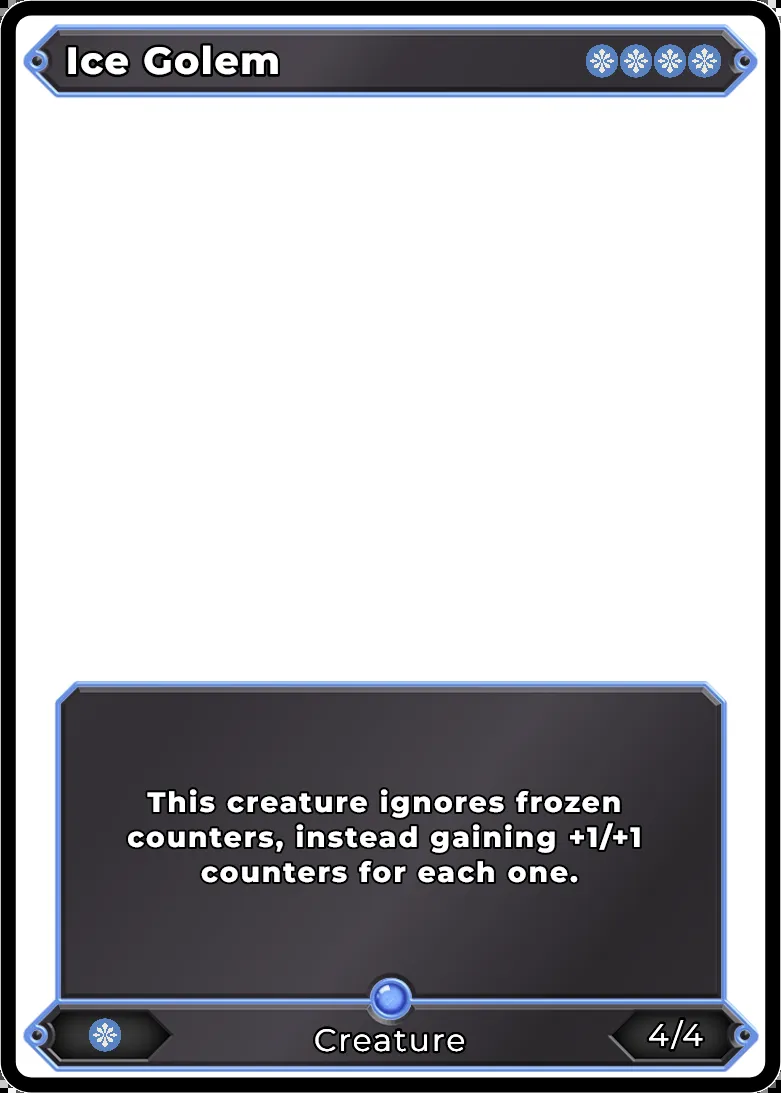 Ice Golem
This creature ignores frozen
counters, instead gaining +1/+1
counters for each one.
Creature
4/4